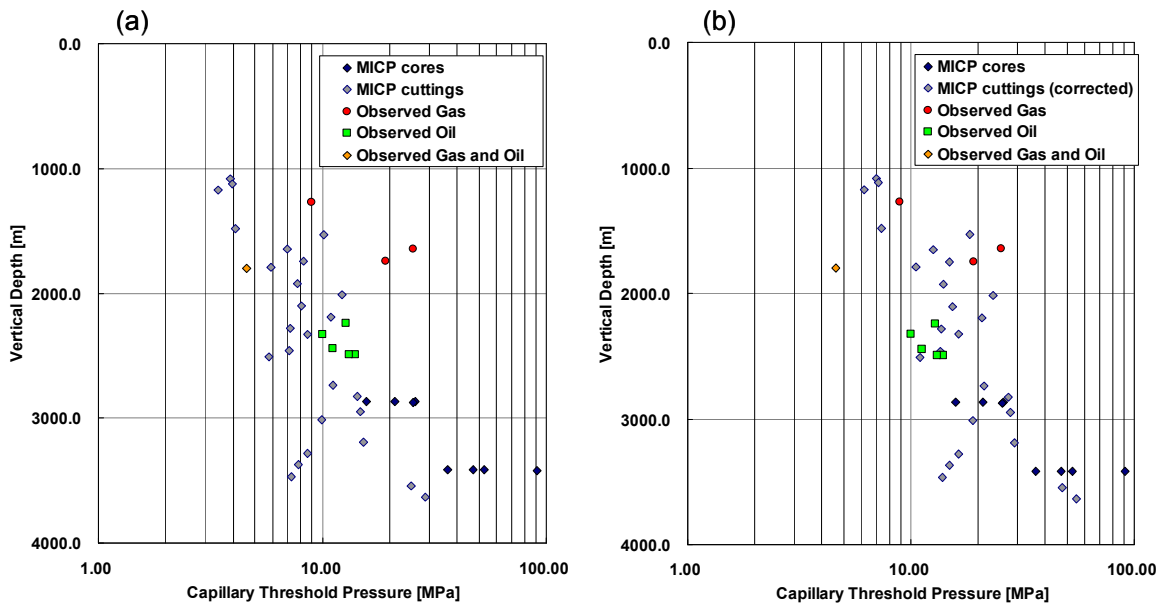 (a)
0.0
1000.0
2000.0
3000.0
4000.0
Vertical Depth [m]
MICP cores
MICP cuttings
Observed Gas
Observed Oil
Observed Gas and Oil
1.00
10.00
100.00
Capillary Threshold Pressure [MPa]
(b)
0.0
1000.0
2000.0
3000.0
4000.0
Vertical Depth [m]
MICP cores
MICP cuttings (corrected)
Observed Gas
Observed Oil
Observed Gas and Oil
1.00
10.00
100.00
Capillary Threshold Pressure [MPa]